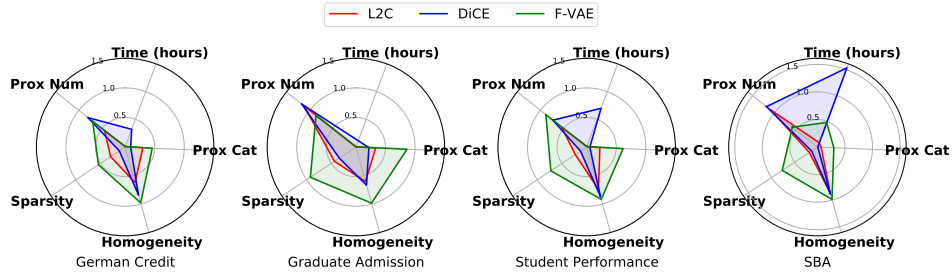 L2C DiCE F-VAE
Time (hours) Time (hours) Time (hours) Time (hours)
1.5 1.5 1.5 1.5
Prox Num Prox Num Prox Num Prox Num
1.0 1.0 1.0 1.0
0.5 0.5 0.5 0.5
Prox Cat Prox Cat Prox Cat Prox Cat
Sparsity Sparsity Sparsity Sparsity
Homogeneity Homogeneity Homogeneity Homogeneity
German Credit Graduate Admission Student Performance SBA